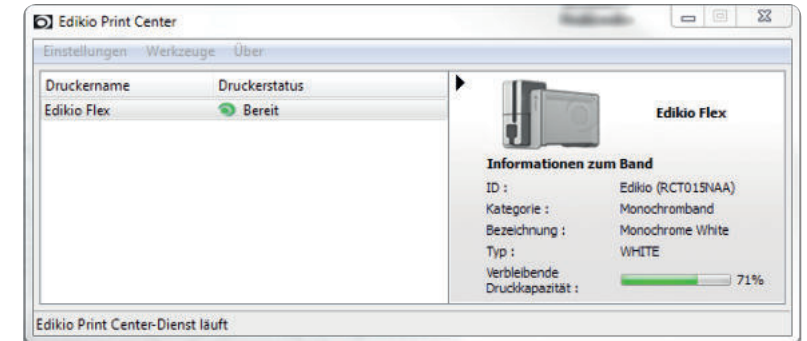 Edikio Print Center
Einstellungen Werkzeuge Über
Druckername Druckerstatus
Edikio Flex Bereit
Edikio Flex
Informationen zum Band
ID : Edikio (RCT015NAA)
Kategorie : Monochromband
Bezeichnung : Monochrome White
Typ : WHITE
Verbleibende
Druckkapazität : 71%
Edikio Print Center-Dienst läuft